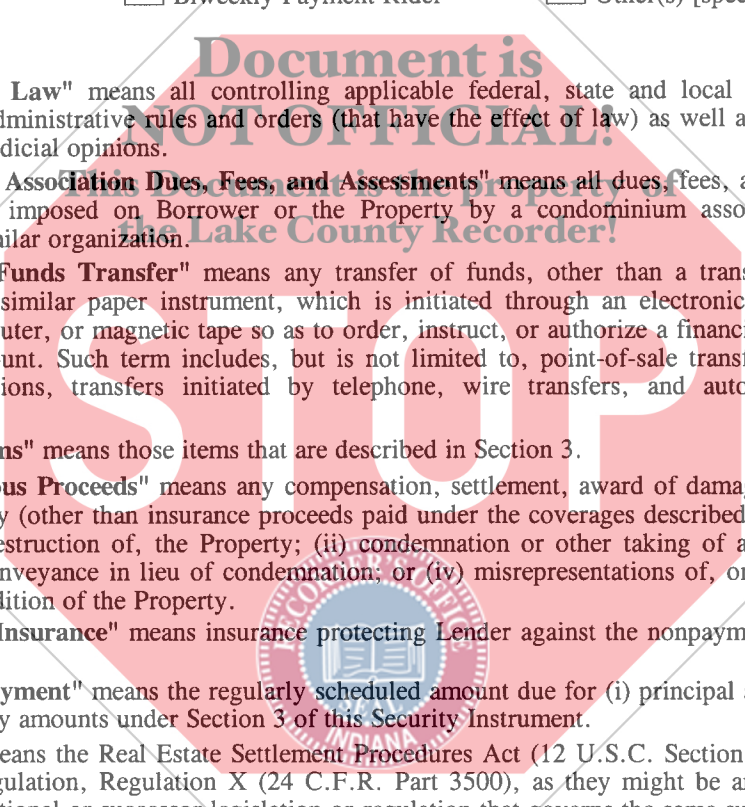 Biweekly Payment Rider Other(s) [spec
Document is
Law" means all controlling applicable federal, state and local
dministrative rules and orders (that have the effect of law) as well a
NOT OFFICIAL!
dicial opinions.
Association Dues, Fees, and Assessments" means all dues, fees, a
This Document is the property of
imposed on Borrower or the Property by a condominium asso
the Lake County Recorder!
ilar organization.
Funds Transfer" means any transfer of funds, other than a trans
similar paper instrument, which is initiated through an electronic
uter, or magnetic tape so as to order, instruct, or authorize a financi
unt. Such term includes, but is not limited to, point-of-sale transf
ions, transfers initiated by telephone, wire transfers, and auto
STOP
ms" means those items that are described in Section 3.
ous Proceeds" means any compensation, settlement, award of damag
y (other than insurance proceeds paid under the coverages described
estruction of, the Property; (ii) condemnation or other taking of a
nveyance in lieu of condemnation; or (iv) misrepresentations of, or
dition of the Property.
Insurance" means insurance protecting Lender against the nonpaym
RECORDER'S OFFICE
SEAL
INDIANA
yment" means the regularly scheduled amount due for (i) principal a
y amounts under Section 3 of this Security Instrument.
eans the Real Estate Settlement Procedures Act (12 U.S.C. Section
gulation, Regulation X (24 C.F.R. Part 3500), as they might be a